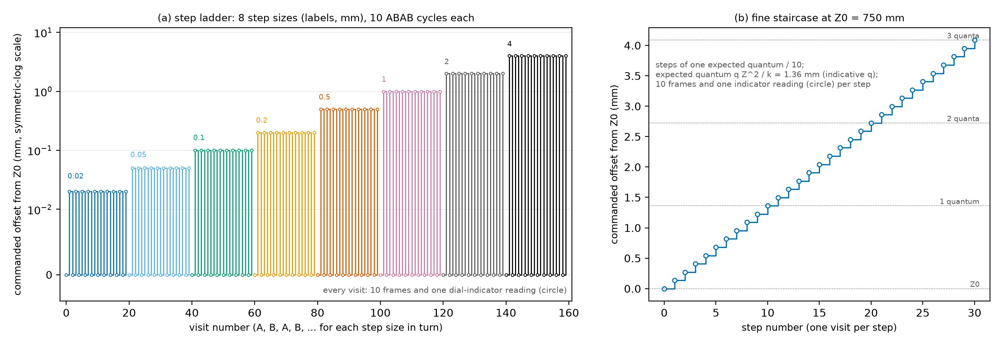 (a) step ladder: 8 step sizes (labels, mm), 10 ABAB cycles each
commanded offset from Z0 (mm, symmetric-log scale)
10¹
10⁰
10⁻¹
10⁻²
0
0.02
0.05
0.1
0.2
0.5
1
2
4
every visit: 10 frames and one dial-indicator reading (circle)
0 20 40 60 80 100 120 140 160
visit number (A, B, A, B, ... for each step size in turn)
(b) fine staircase at Z0 = 750 mm
commanded offset from Z0 (mm)
4.0
3.5
3.0
2.5
2.0
1.5
1.0
0.5
0.0
3 quanta
steps of one expected quantum / 10;
expected quantum q Z^2 / k = 1.36 mm (indicative q);
10 frames and one indicator reading (circle) per step
2 quanta
1 quantum
Z0
0 5 10 15 20 25 30
step number (one visit per step)